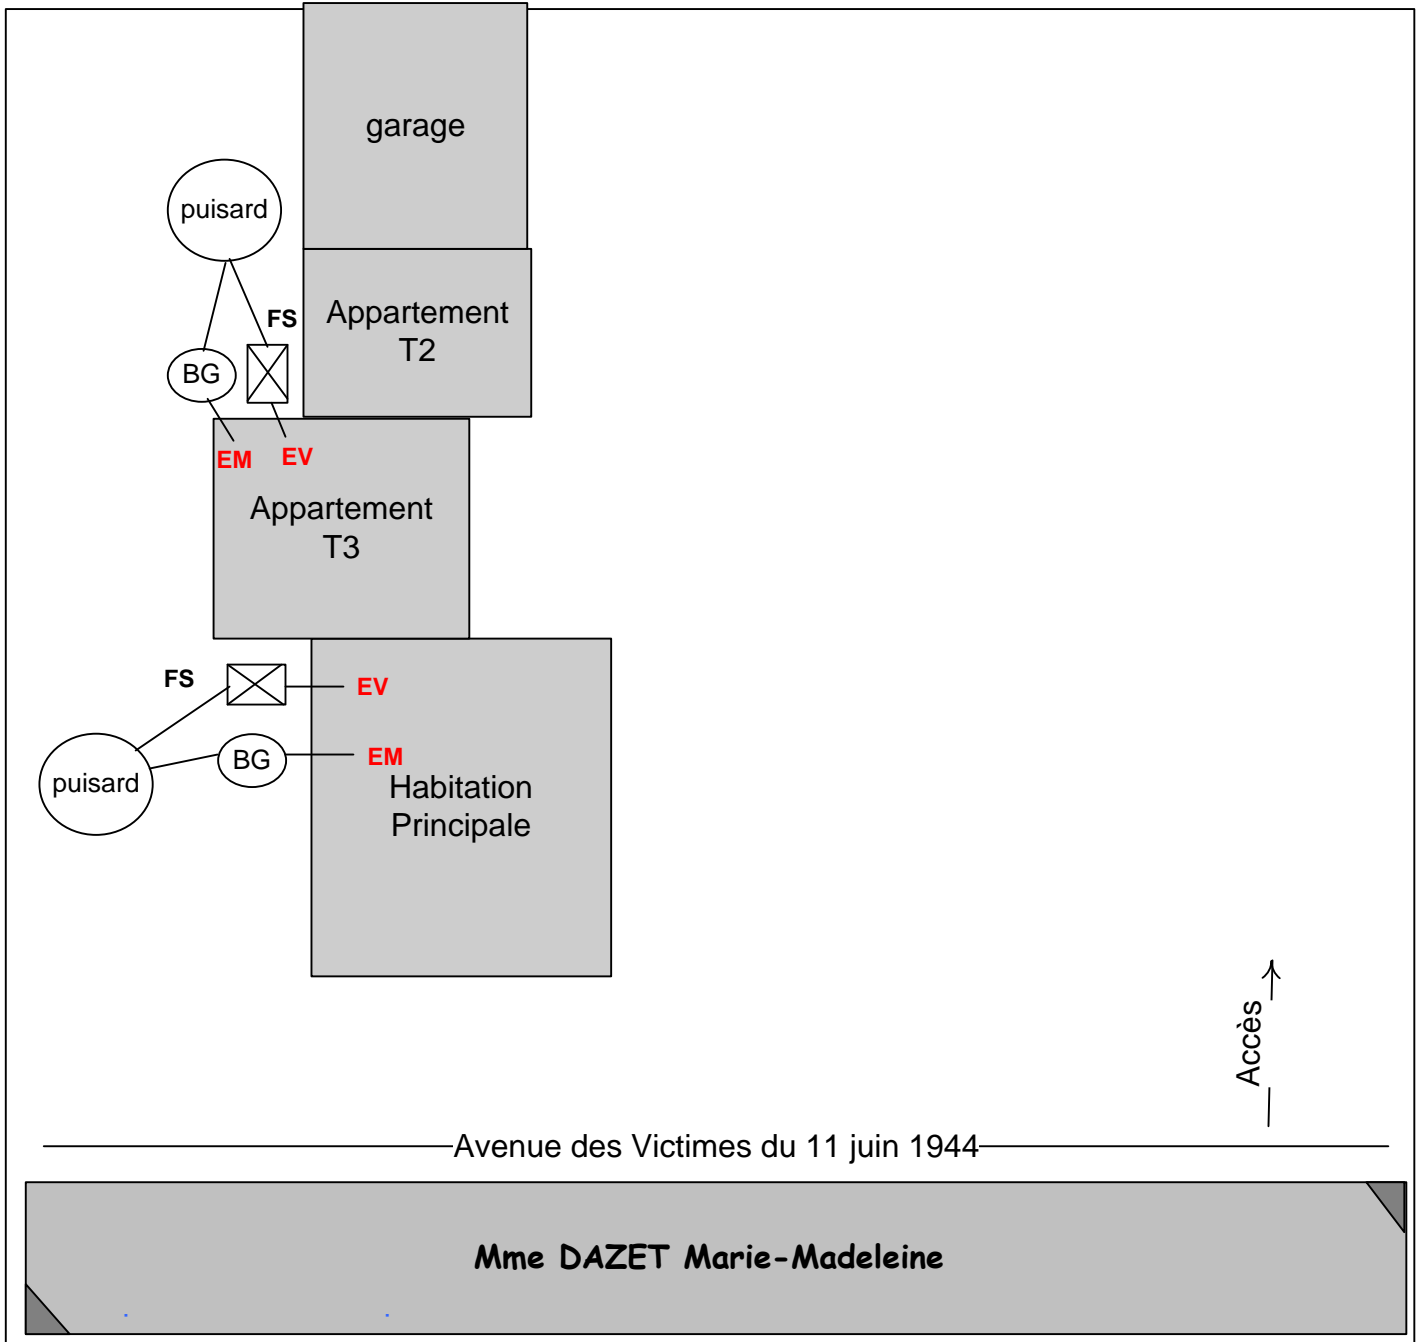 garage
puisard
FS
Appartement
T2
BG
EM
EV
Appartement
T3
FS
EV
EM
BG
puisard
Habitation
Principale
Accès
Avenue des Victimes du 11 juin 1944
Mme DAZET Marie-Madeleine